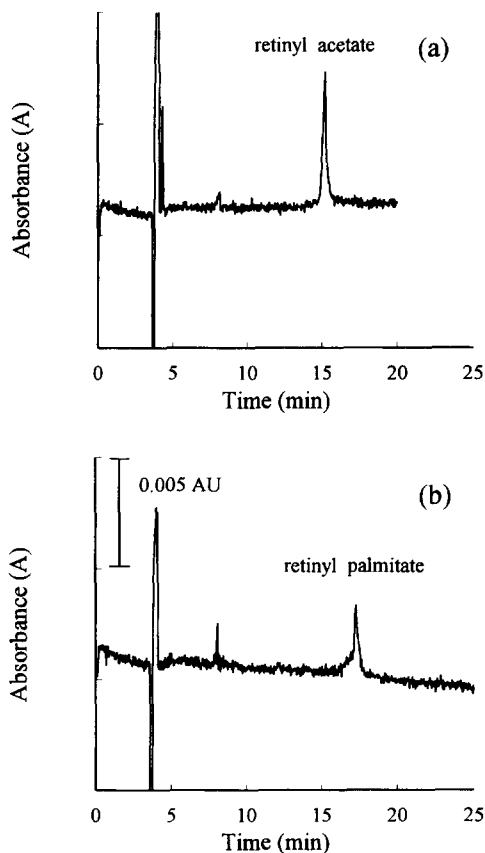 retinyl acetate
(a)
Absorbance (A)
0 5 10 15 20 25
Time (min)
0.005 AU
(b)
retinyl palmitate
Absorbance (A)
0 5 10 15 20 25
Time (min)